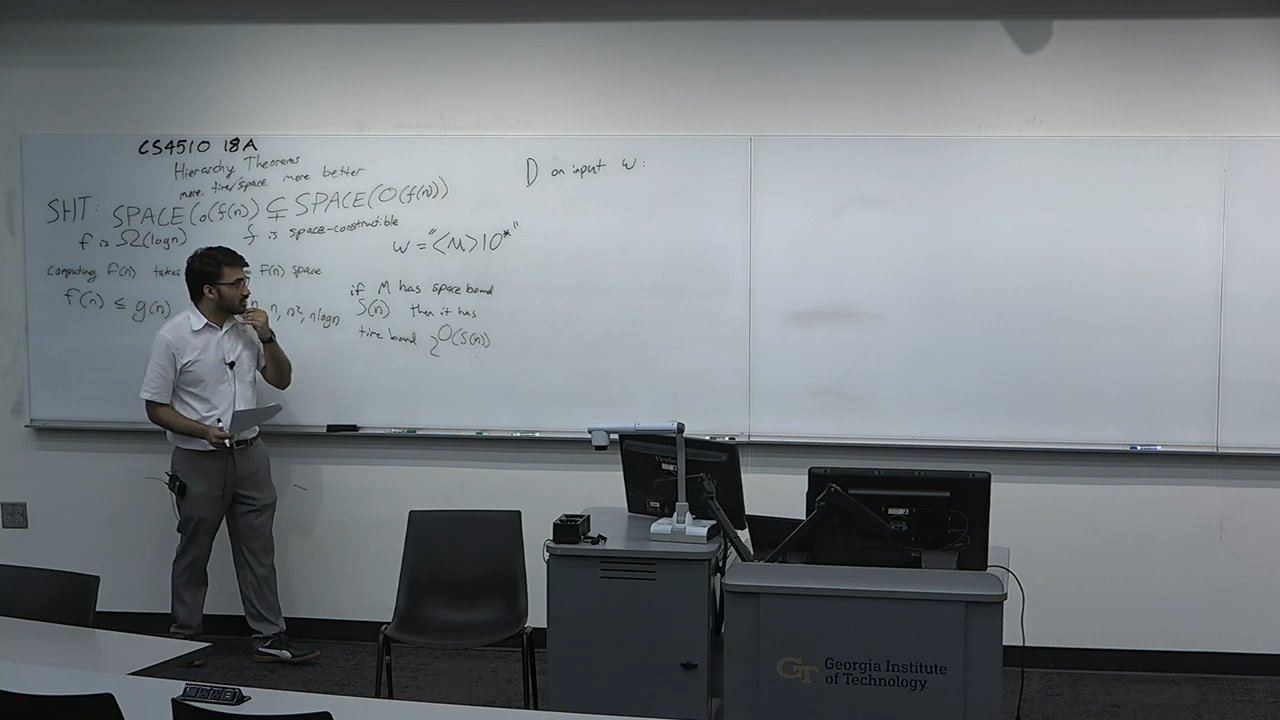 CS4510 18A
Hierarchy Theorems
more time/space more better
SHT: SPACE(o(f(n)) ⊊ SPACE(O(f(n))
f is Ω(log n) f is space-constructible
computing f(n) takes F(n) space
f(n) ≤ g(n) n, n², nlogn
w = "<M>10*"
if M has space bound
S(n) then it has
time bound 2^O(S(n))
D on input w:
GT Georgia Institute
of Technology